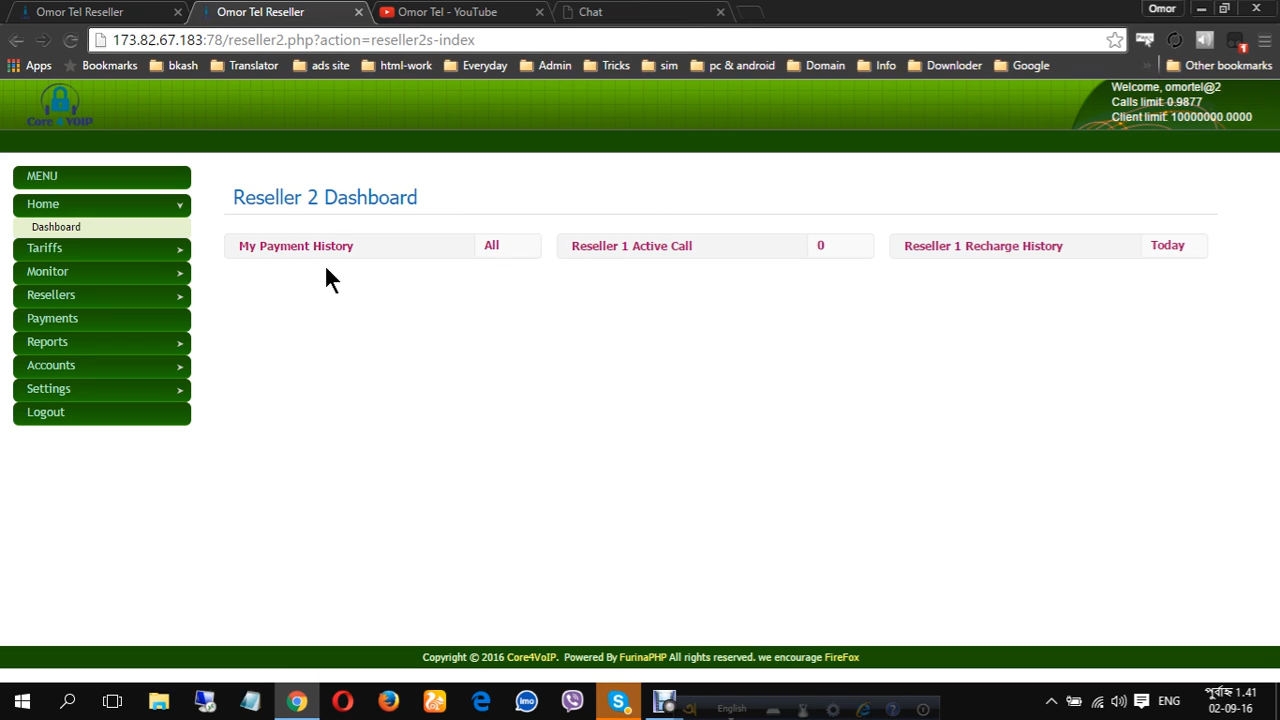 Omor Tel Reseller
Omor Tel Reseller
Omor Tel - YouTube
Chat
Omor
173.82.67.183:78/reseller2.php?action=reseller2s-index
Apps
Bookmarks
bkash
Translator
ads site
html-work
Everyday
Admin
Tricks
sim
pc & android
Domain
Info
Downloder
Google
Other bookmarks
Core 4 VOIP
Welcome, omortel@2
Calls limit: 0.9877
Client limit: 10000000.0000
MENU
Home
Dashboard
Tariffs
Monitor
Resellers
Payments
Reports
Accounts
Settings
Logout
Reseller 2 Dashboard
My Payment History All
Reseller 1 Active Call 0
Reseller 1 Recharge History Today
Copyright © 2016 Core4VoIP. Powered By FurinaPHP All rights reserved. we encourage FireFox
English
ENG
পূর্বাহ্ন 1.41
02-09-16